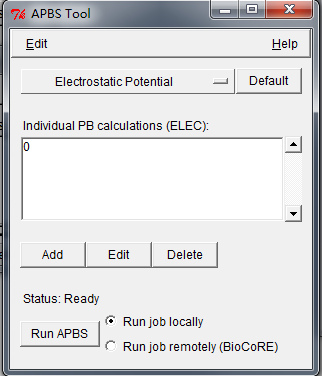 APBS Tool
Edit Help
Electrostatic Potential Default
Individual PB calculations (ELEC):
0
Add Edit Delete
Status: Ready
Run APBS
Run job locally
Run job remotely (BioCoRE)